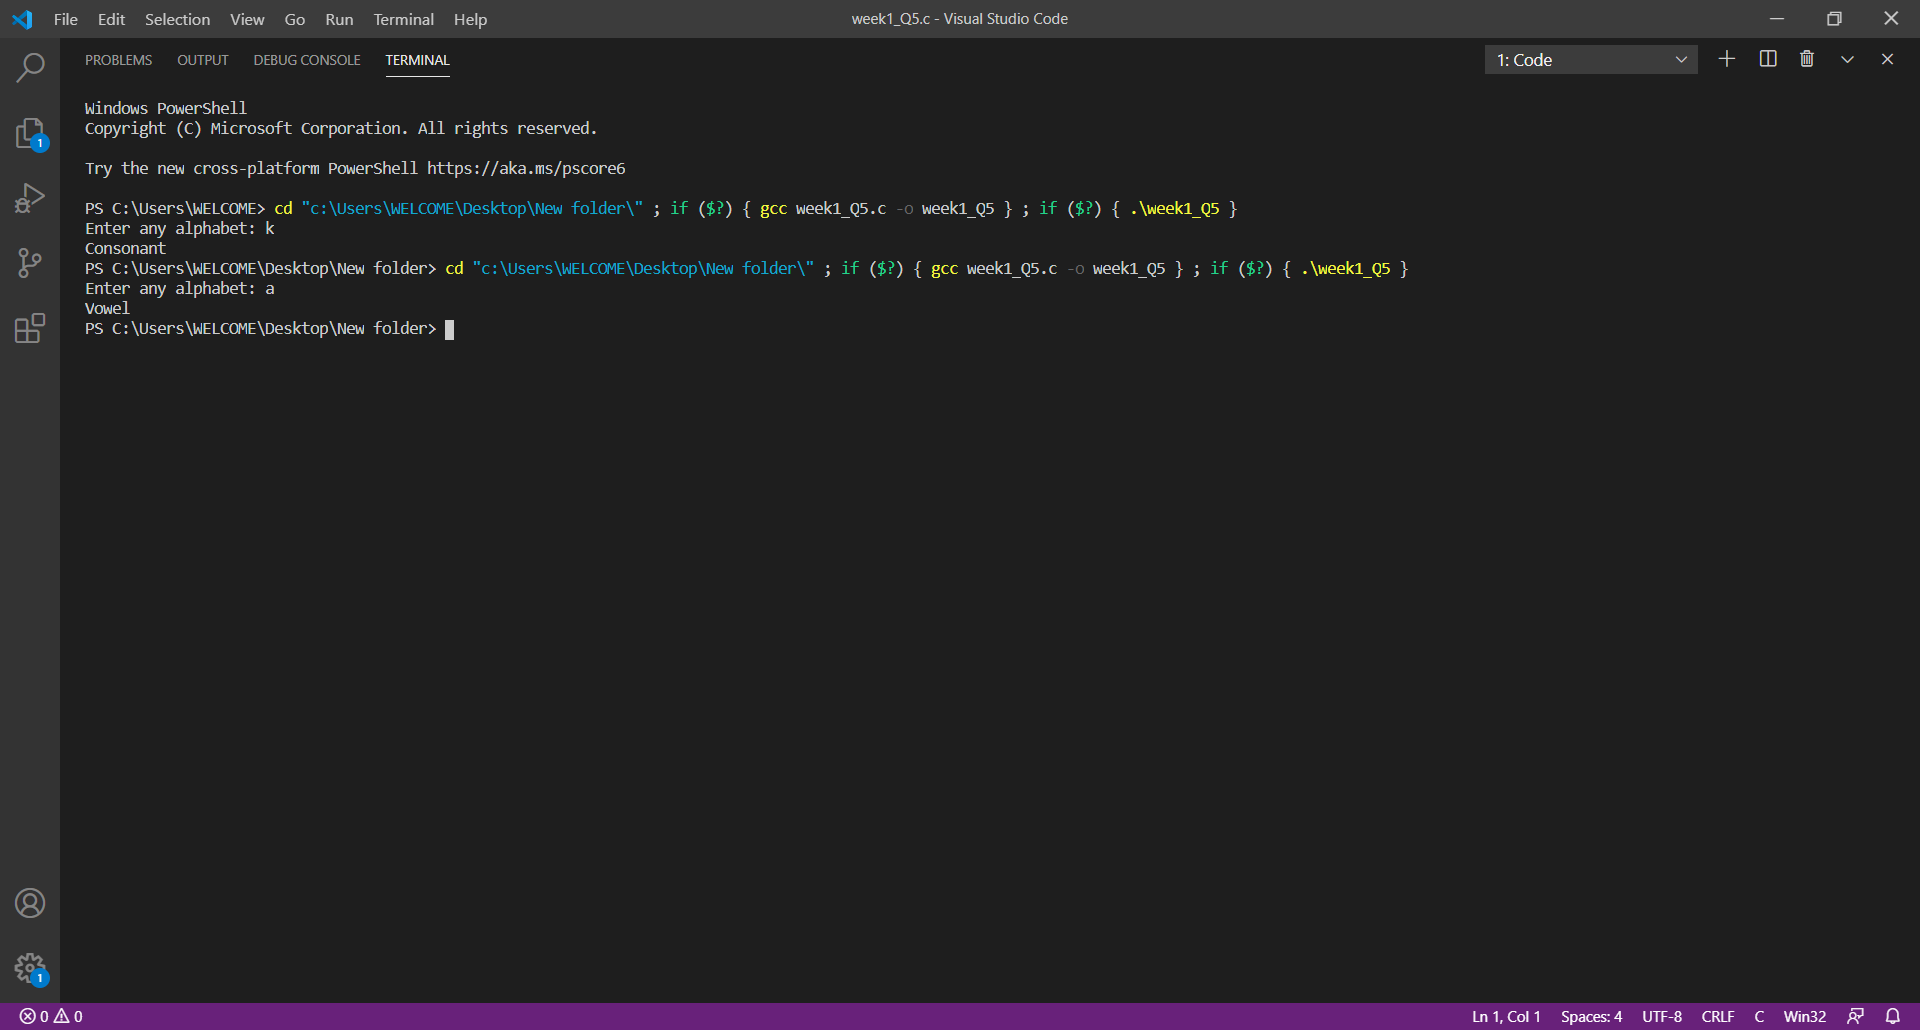 File Edit Selection View Go Run Terminal Help week1_Q5.c - Visual Studio Code
PROBLEMS OUTPUT DEBUG CONSOLE TERMINAL 1: Code
Windows PowerShell
Copyright (C) Microsoft Corporation. All rights reserved.
Try the new cross-platform PowerShell https://aka.ms/pscore6
PS C:\Users\WELCOME> cd "c:\Users\WELCOME\Desktop\New folder\" ; if ($?) { gcc week1_Q5.c -o week1_Q5 } ; if ($?) { .\week1_Q5 }
Enter any alphabet: k
Consonant
PS C:\Users\WELCOME\Desktop\New folder> cd "c:\Users\WELCOME\Desktop\New folder\" ; if ($?) { gcc week1_Q5.c -o week1_Q5 } ; if ($?) { .\week1_Q5 }
Enter any alphabet: a
Vowel
PS C:\Users\WELCOME\Desktop\New folder>
1
1
0 0 Ln 1, Col 1 Spaces: 4 UTF-8 CRLF C Win32